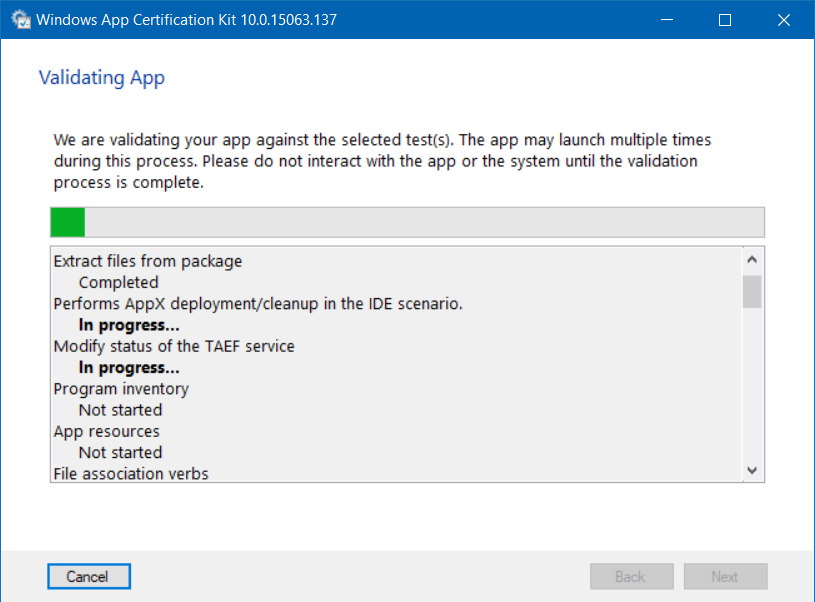 Windows App Certification Kit 10.0.15063.137
Validating App
We are validating your app against the selected test(s). The app may launch multiple times
during this process. Please do not interact with the app or the system until the validation
process is complete.
Extract files from package
Completed
Performs AppX deployment/cleanup in the IDE scenario.
In progress...
Modify status of the TAEF service
In progress...
Program inventory
Not started
App resources
Not started
File association verbs
Cancel
Back
Next